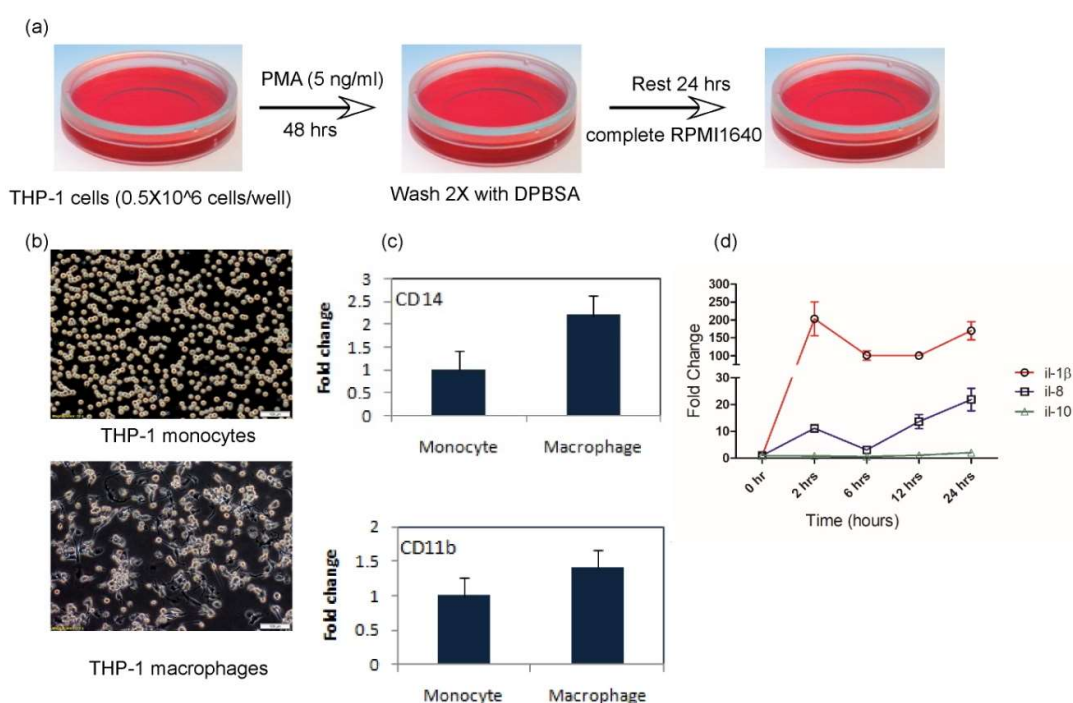 (a)
PMA (5 ng/ml)
48 hrs
Rest 24 hrs
complete RPMI1640
THP-1 cells (0.5X10^6 cells/well)
Wash 2X with DPBSA
(b)
THP-1 monocytes
THP-1 macrophages
(c)
CD14
Fold change
3
2.5
2
1.5
1
0.5
0
Monocyte
Macrophage
CD11b
Fold change
2
1.5
1
0.5
0
Monocyte
Macrophage
(d)
Fold Change
300
250
200
150
100
30
20
10
0
0 hr
2 hrs
6 hrs
12 hrs
24 hrs
Time (hours)
il-1β
il-8
il-10